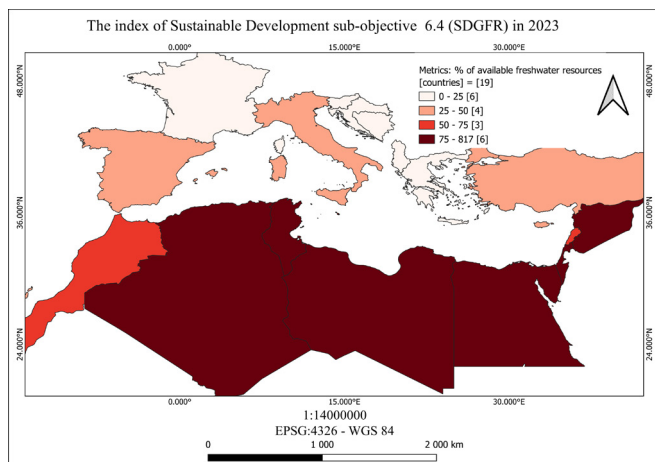 The index of Sustainable Development sub-objective 6.4 (SDGFR) in 2023
0.000°E 15.000°E 30.000°E
48.000°N 48.000°N
Metrics: % of available freshwater resources
[countries] = [19]
0 - 25 [6]
25 - 50 [4]
50 - 75 [3]
75 - 817 [6]
36.000°N 36.000°N
24.000°N 24.000°N
0.000°E 15.000°E 30.000°E
1:14000000
EPSG:4326 - WGS 84
0 1 000 2 000 km